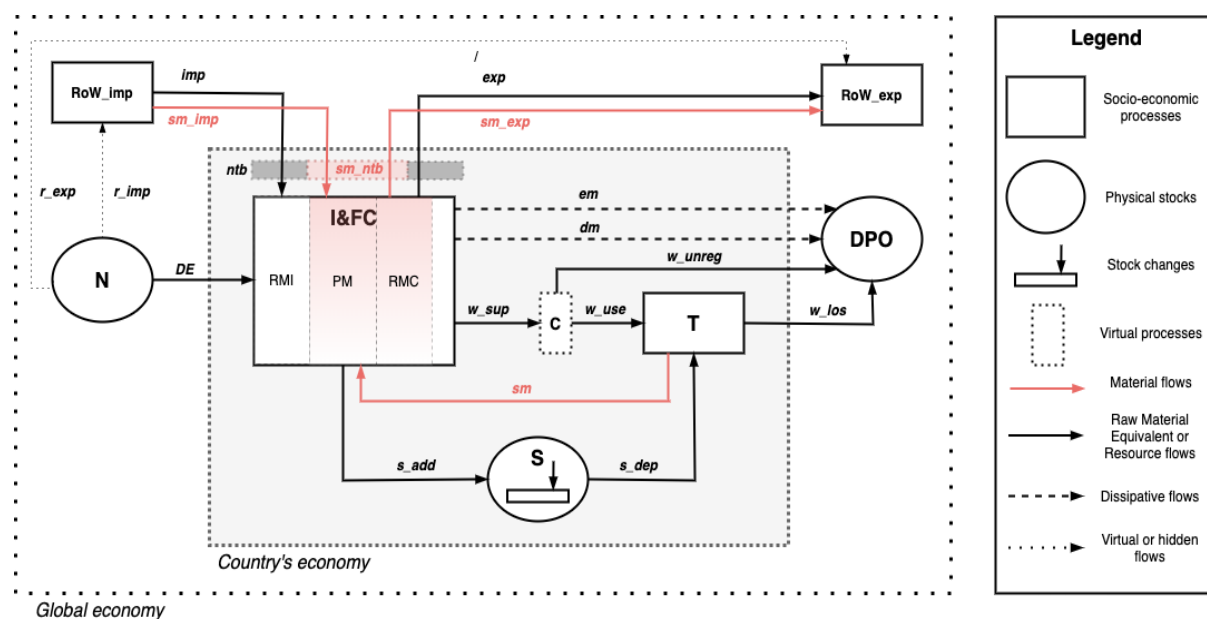 /
Legend
imp
exp
RoW_imp
RoW_exp
Socio-economic
processes
sm_imp
sm_exp
ntb
sm_ntb
r_exp
r_imp
em
I&FC
Physical stocks
dm
DPO
w_unreg
N
DE
RMI
PM
RMC
Stock changes
w_sup
C
w_use
T
w_los
Virtual processes
sm
Material flows
Raw Material
Equivalent or
Resource flows
S
s_add
s_dep
Dissipative flows
Country's economy
Virtual or hidden
flows
Global economy